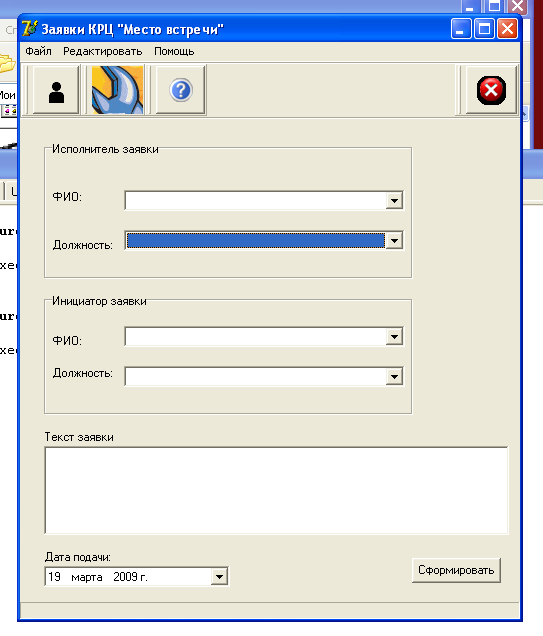 Заявки КРЦ "Место встречи"
Файл Редактировать Помощь
Исполнитель заявки
ФИО:
Должность:
Инициатор заявки
ФИО:
Должность:
Текст заявки
Дата подачи:
19 марта 2009 г.
Сформировать